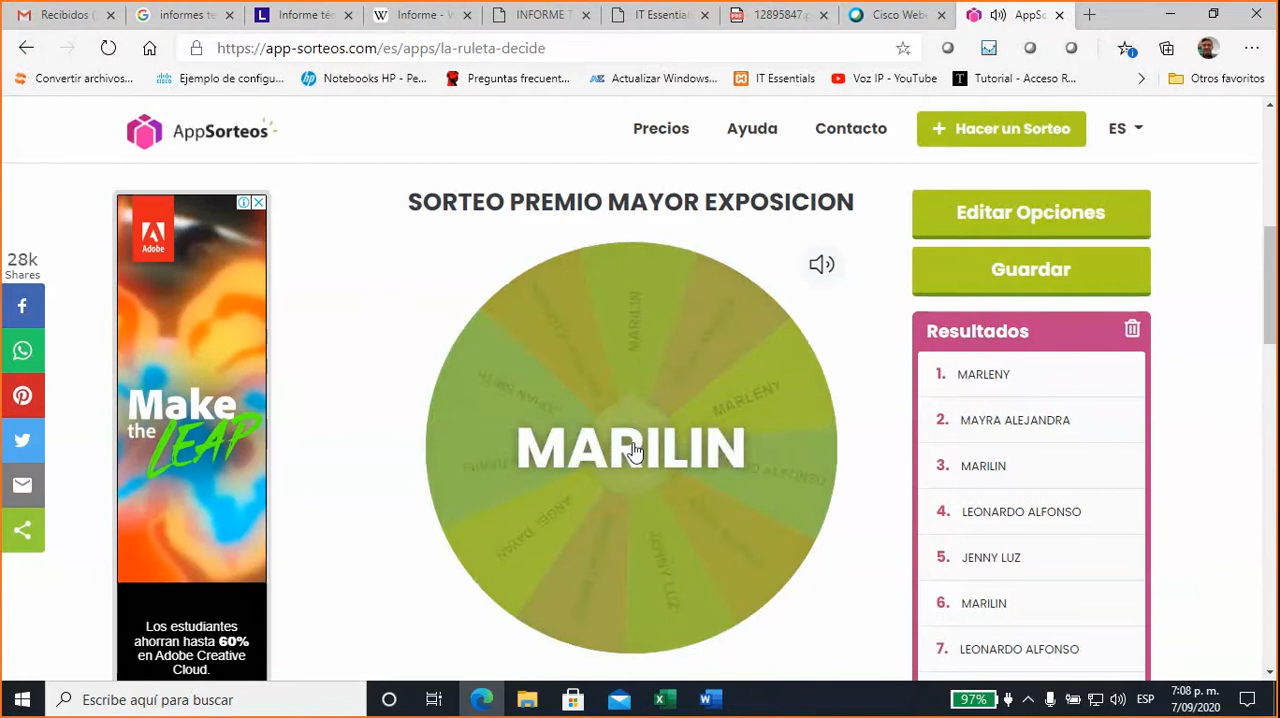 Recibidos (
informes te
Informe téc
Informe - W
INFORME T
IT Essential
12895847.p
Cisco Webe
AppSc
https://app-sorteos.com/es/apps/la-ruleta-decide
Convertir archivos...
Ejemplo de configu...
Notebooks HP - Pe...
Preguntas frecuent...
Actualizar Windows...
IT Essentials
Voz IP - YouTube
Tutorial - Acceso R...
Otros favoritos
AppSorteos
Precios
Ayuda
Contacto
+ Hacer un Sorteo
ES
SORTEO PREMIO MAYOR EXPOSICION
Editar Opciones
Guardar
28k
Shares
Adobe
Make
the LEAP
Los estudiantes
ahorran hasta 60%
en Adobe Creative
Cloud.
MARILIN
MARLENY
ANGEL DAYAN
JENNY LUZ
MARILIN
Resultados
1. MARLENY
2. MAYRA ALEJANDRA
3. MARILIN
4. LEONARDO ALFONSO
5. JENNY LUZ
6. MARILIN
7. LEONARDO ALFONSO
Escribe aquí para buscar
97%
ESP
7:08 p. m.
7/09/2020